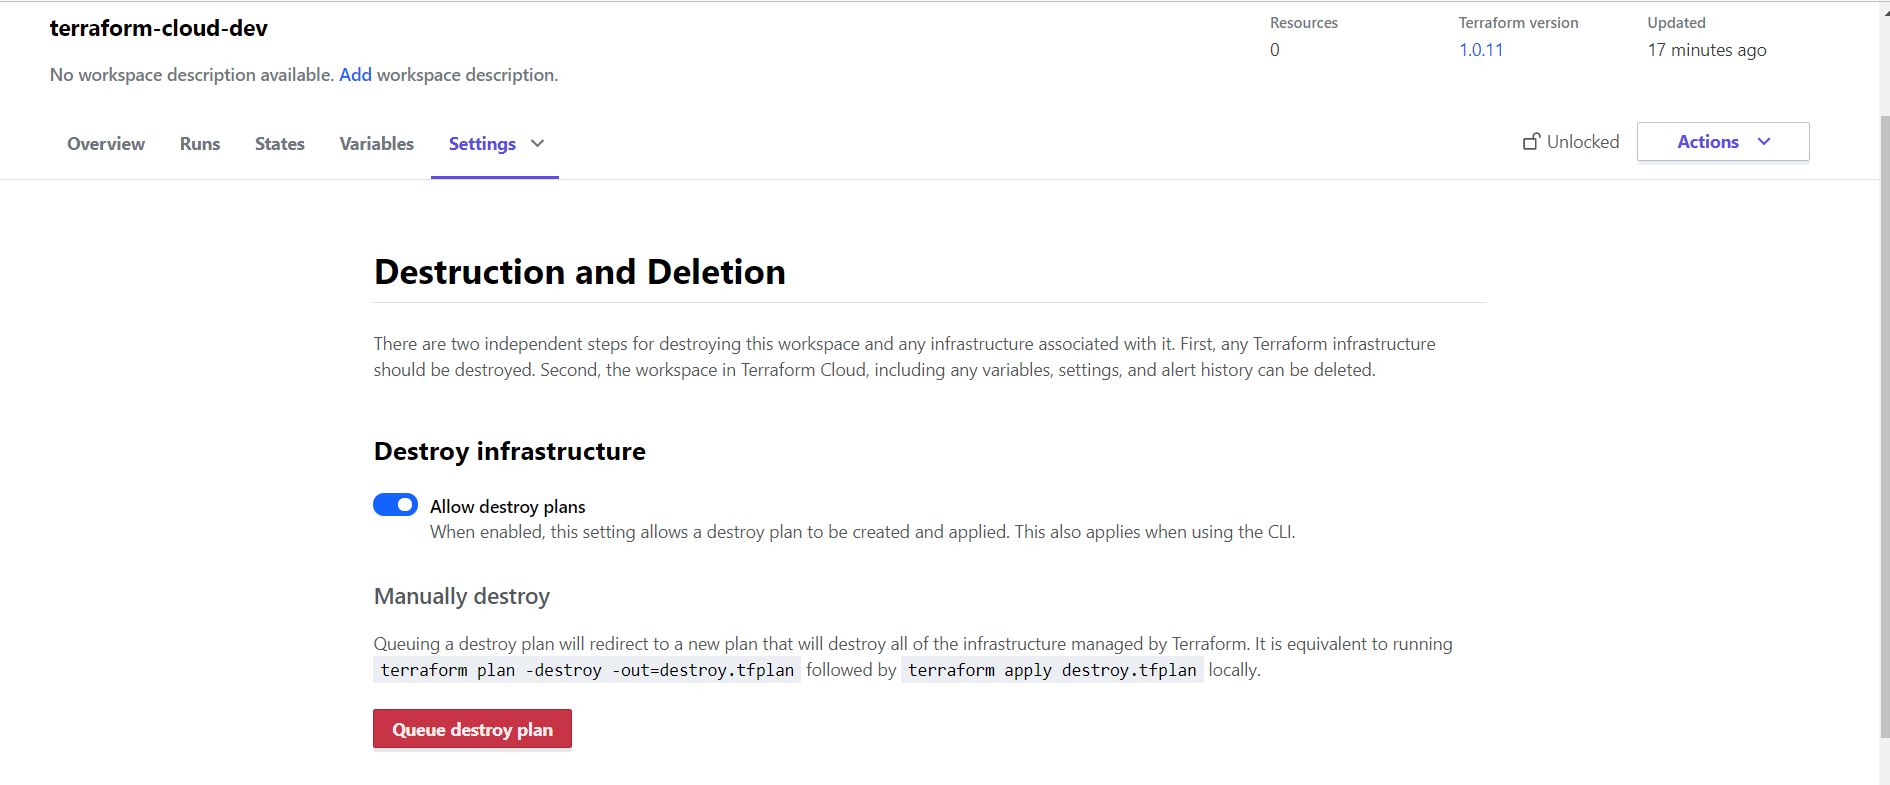 terraform-cloud-dev
No workspace description available. Add workspace description.
Resources
0
Terraform version
1.0.11
Updated
17 minutes ago
Overview
Runs
States
Variables
Settings
Unlocked
Actions
Destruction and Deletion
There are two independent steps for destroying this workspace and any infrastructure associated with it. First, any Terraform infrastructure
should be destroyed. Second, the workspace in Terraform Cloud, including any variables, settings, and alert history can be deleted.
Destroy infrastructure
Allow destroy plans
When enabled, this setting allows a destroy plan to be created and applied. This also applies when using the CLI.
Manually destroy
Queuing a destroy plan will redirect to a new plan that will destroy all of the infrastructure managed by Terraform. It is equivalent to running
terraform plan -destroy -out=destroy.tfplan followed by terraform apply destroy.tfplan locally.
Queue destroy plan